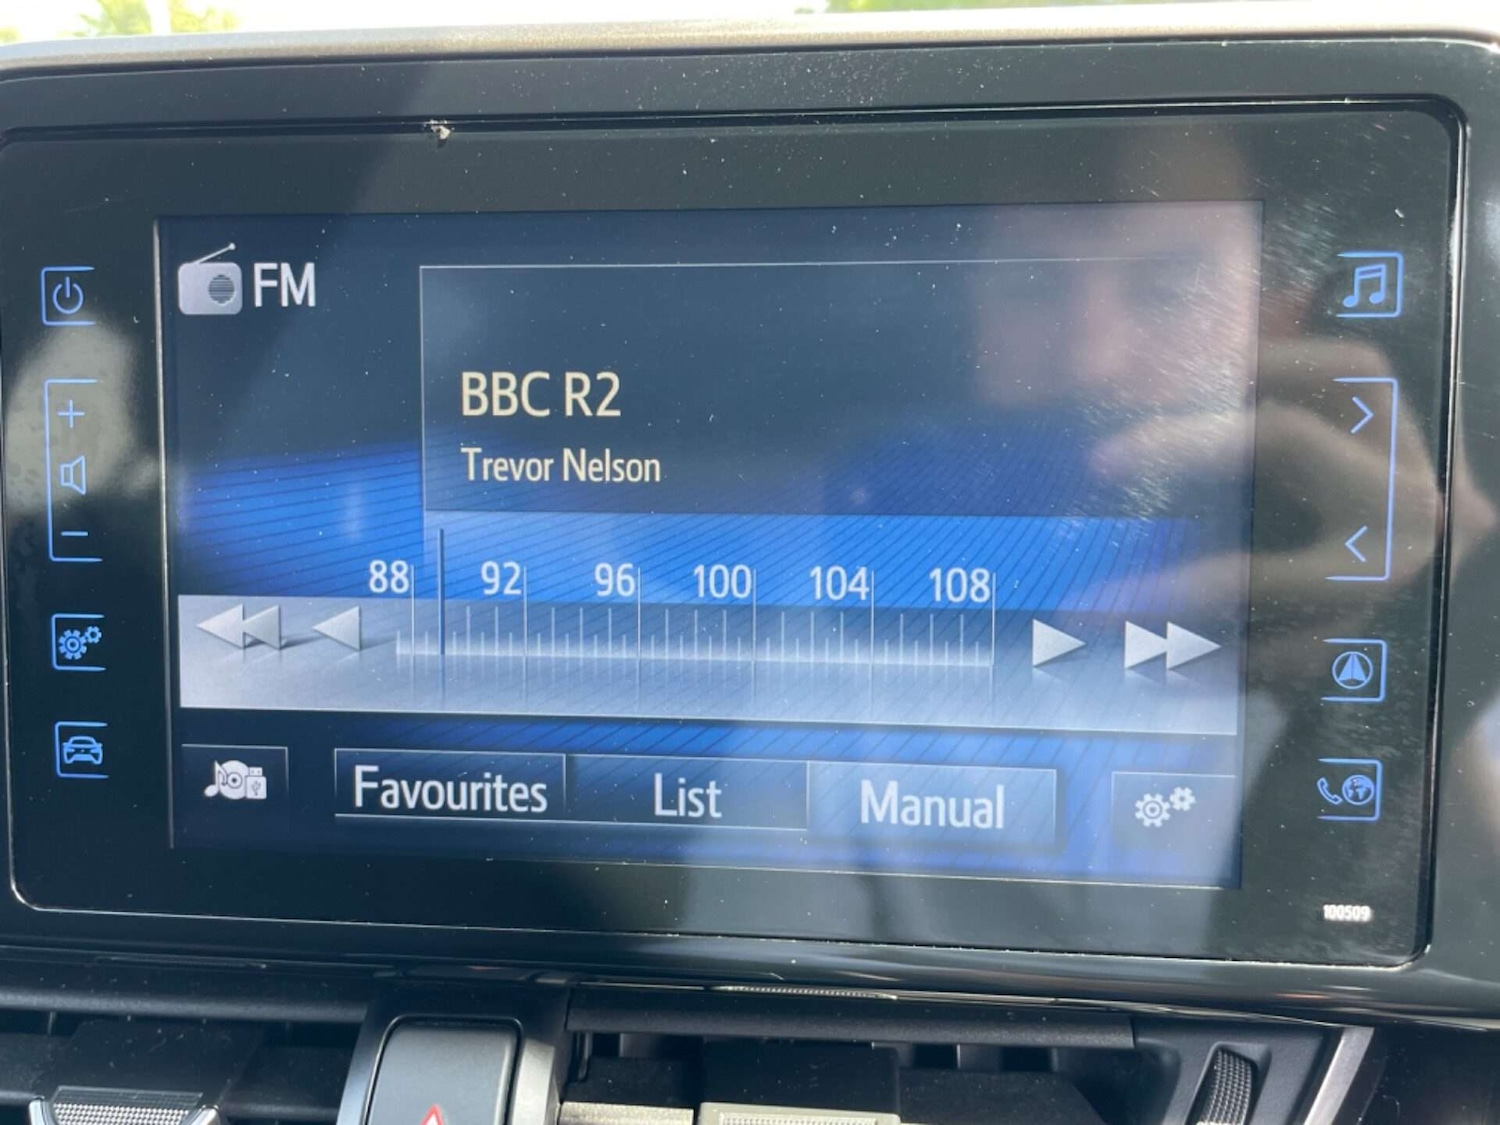 FM
BBC R2
Trevor Nelson
88 92 96 100 104 108
Favourites List Manual
100509